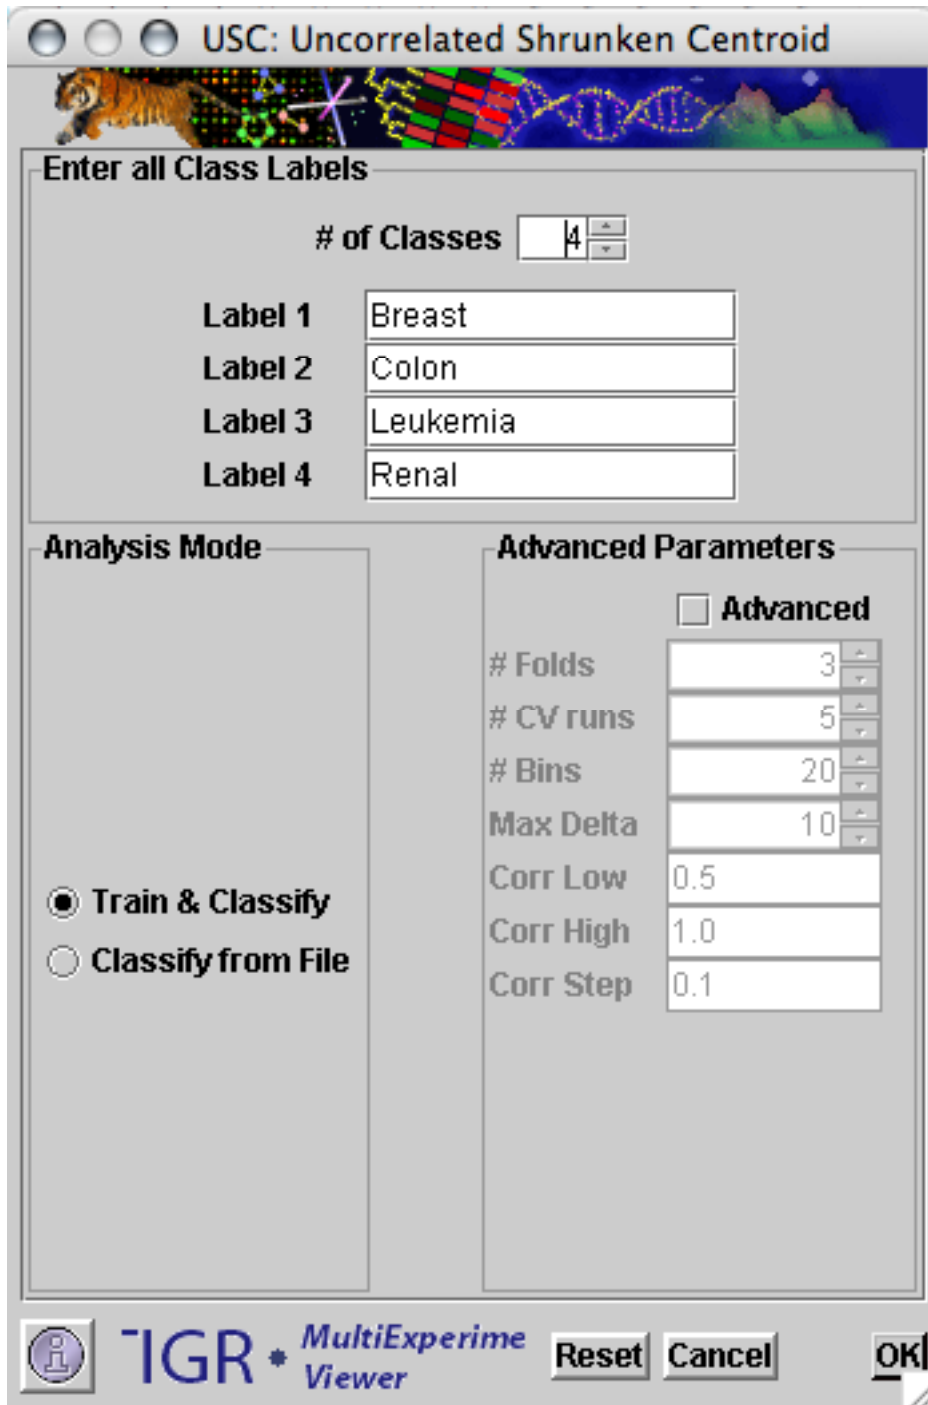 USC: Uncorrelated Shrunken Centroid
Enter all Class Labels
# of Classes 4
Label 1 Breast
Label 2 Colon
Label 3 Leukemia
Label 4 Renal
Analysis Mode
Train & Classify
Classify from File
Advanced Parameters
Advanced
# Folds 3
# CV runs 5
# Bins 20
Max Delta 10
Corr Low 0.5
Corr High 1.0
Corr Step 0.1
TIGR MultiExperime
Viewer
Reset Cancel OK